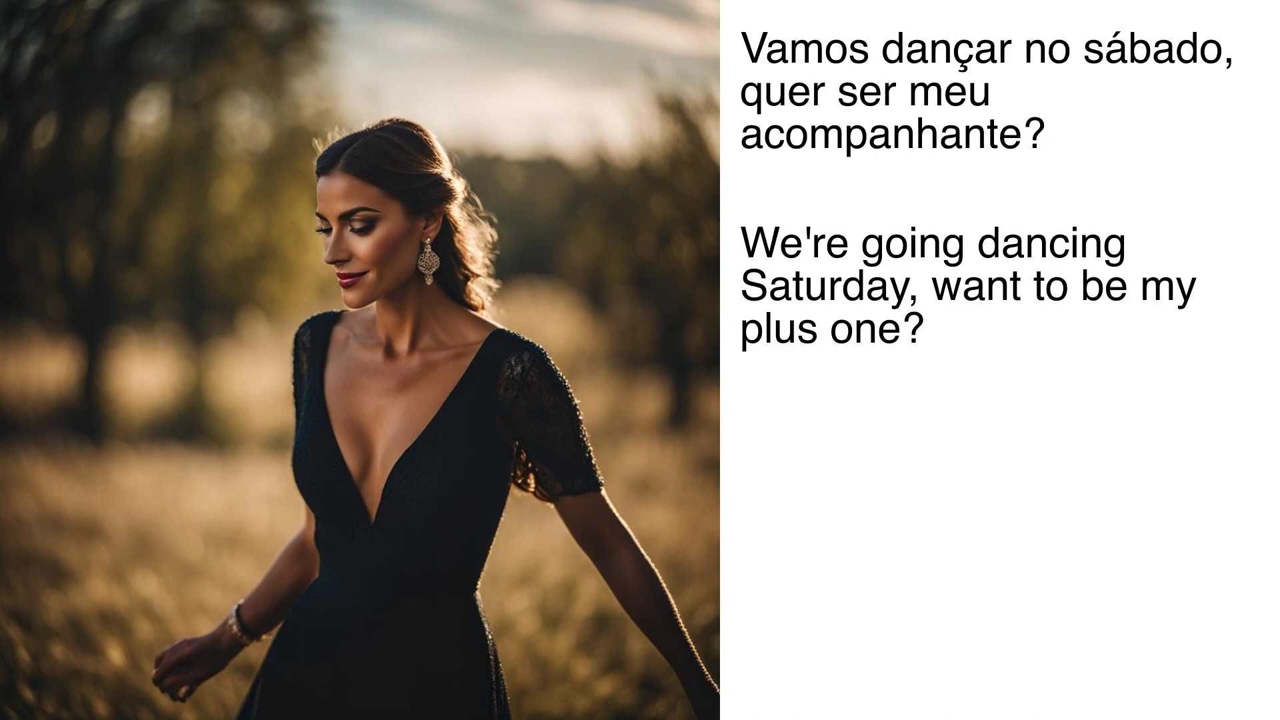 Vamos dançar no sábado,
quer ser meu
acompanhante?
We're going dancing
Saturday, want to be my
plus one?